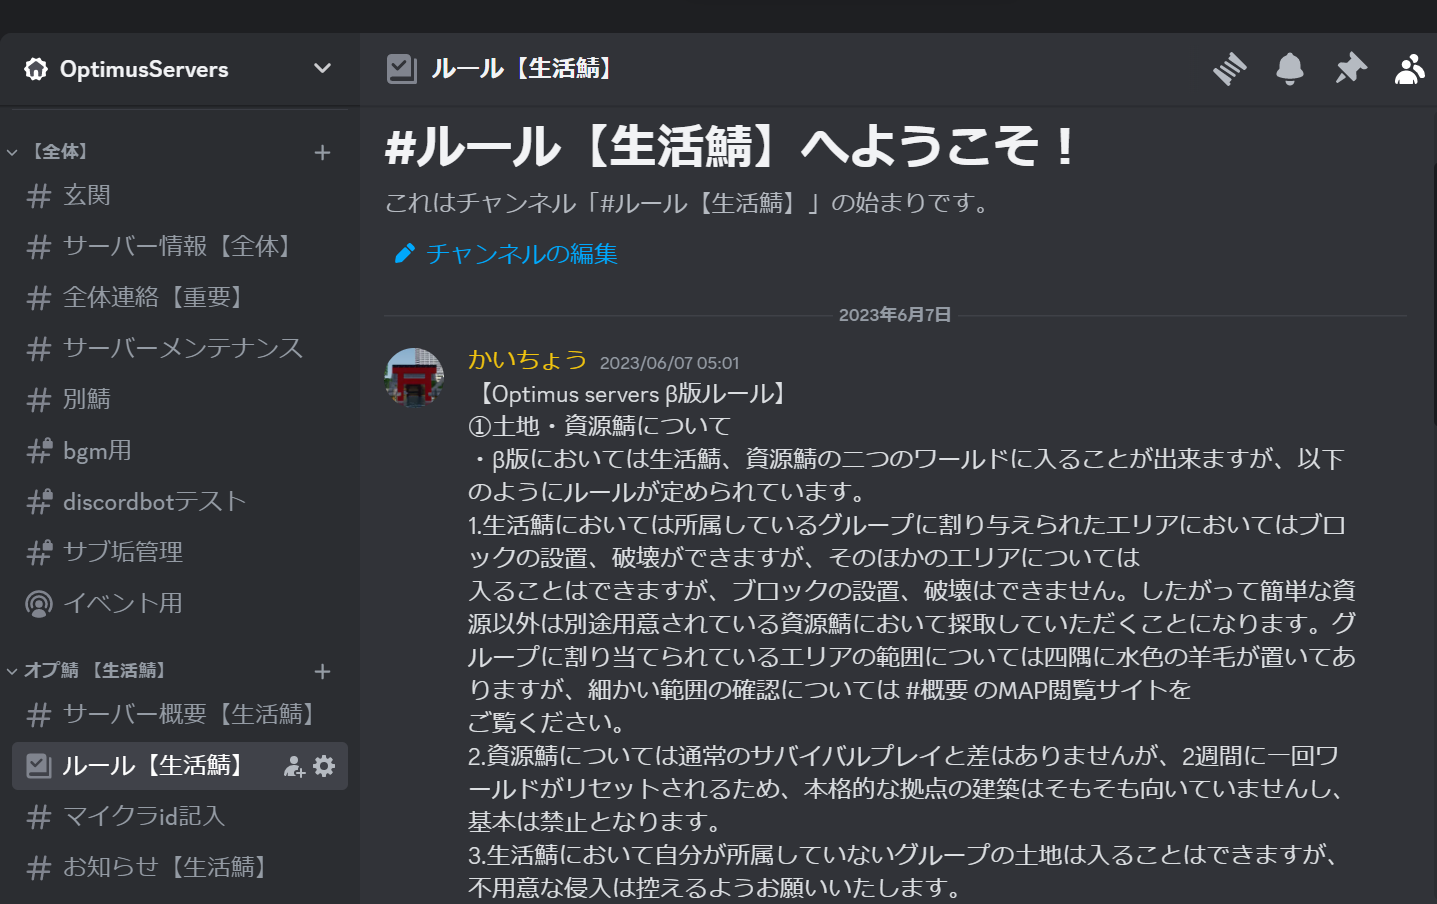 OptimusServers
【全体】
玄関
サーバー情報【全体】
全体連絡【重要】
サーバーメンテナンス
別鯖
bgm用
discordbotテスト
サブ垢管理
イベント用
オプ鯖 【生活鯖】
サーバー概要【生活鯖】
ルール【生活鯖】
マイクラid記入
お知らせ【生活鯖】
ルール【生活鯖】
#ルール【生活鯖】へようこそ！
これはチャンネル「#ルール【生活鯖】」の始まりです。
チャンネルの編集
2023年6月7日
かいちょう 2023/06/07 05:01
【Optimus servers β版ルール】
①土地・資源鯖について
・β版においては生活鯖、資源鯖の二つのワールドに入ることが出来ますが、以下
のようにルールが定められています。
1.生活鯖においては所属しているグループに割り与えられたエリアにおいてはブロ
ックの設置、破壊ができますが、そのほかのエリアについては
入ることはできますが、ブロックの設置、破壊はできません。したがって簡単な資
源以外は別途用意されている資源鯖において採取していただくことになります。グ
ループに割り当てられているエリアの範囲については四隅に水色の羊毛が置いてあ
りますが、細かい範囲の確認については #概要 のMAP閲覧サイトを
ご覧ください。
2.資源鯖については通常のサバイバルプレイと差はありませんが、2週間に一回ワ
ールドがリセットされるため、本格的な拠点の建築はそもそも向いていませんし、
基本は禁止となります。
3.生活鯖において自分が所属していないグループの土地は入ることはできますが、
不用意な侵入は控えるようお願いいたします。